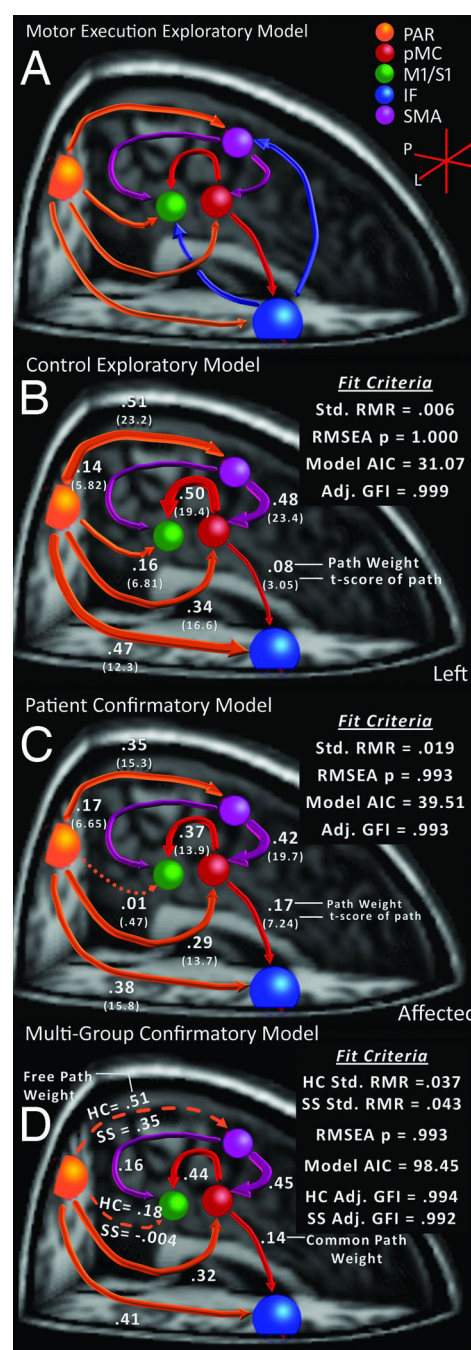 Motor Execution Exploratory Model
A
PAR
pMC
M1/S1
IF
SMA
P
L
Control Exploratory Model
B
.51
(23.2)
.14
(5.82)
.50
(19.4)
.48
(23.4)
.16
(6.81)
.34
(16.6)
.08
(3.05)
Path Weight
t-score of path
.47
(12.3)
Fit Criteria
Std. RMR = .006
RMSEA p = 1.000
Model AIC = 31.07
Adj. GFI = .999
Left
Patient Confirmatory Model
C
.35
(15.3)
.17
(6.65)
.37
(13.9)
.42
(19.7)
.01
(.47)
.29
(13.7)
.17
(7.24)
Path Weight
t-score of path
.38
(15.8)
Fit Criteria
Std. RMR = .019
RMSEA p = .993
Model AIC = 39.51
Adj. GFI = .993
Affected
Multi-Group Confirmatory Model
D
Free Path
Weight
HC= .51
SS = .35
.16
.44
.45
HC= .18
SS= -.004
.32
.14
Common Path
Weight
.41
Fit Criteria
HC Std. RMR =.037
SS Std. RMR =.043
RMSEA p = .993
Model AIC = 98.45
HC Adj. GFI = .994
SS Adj. GFI = .992